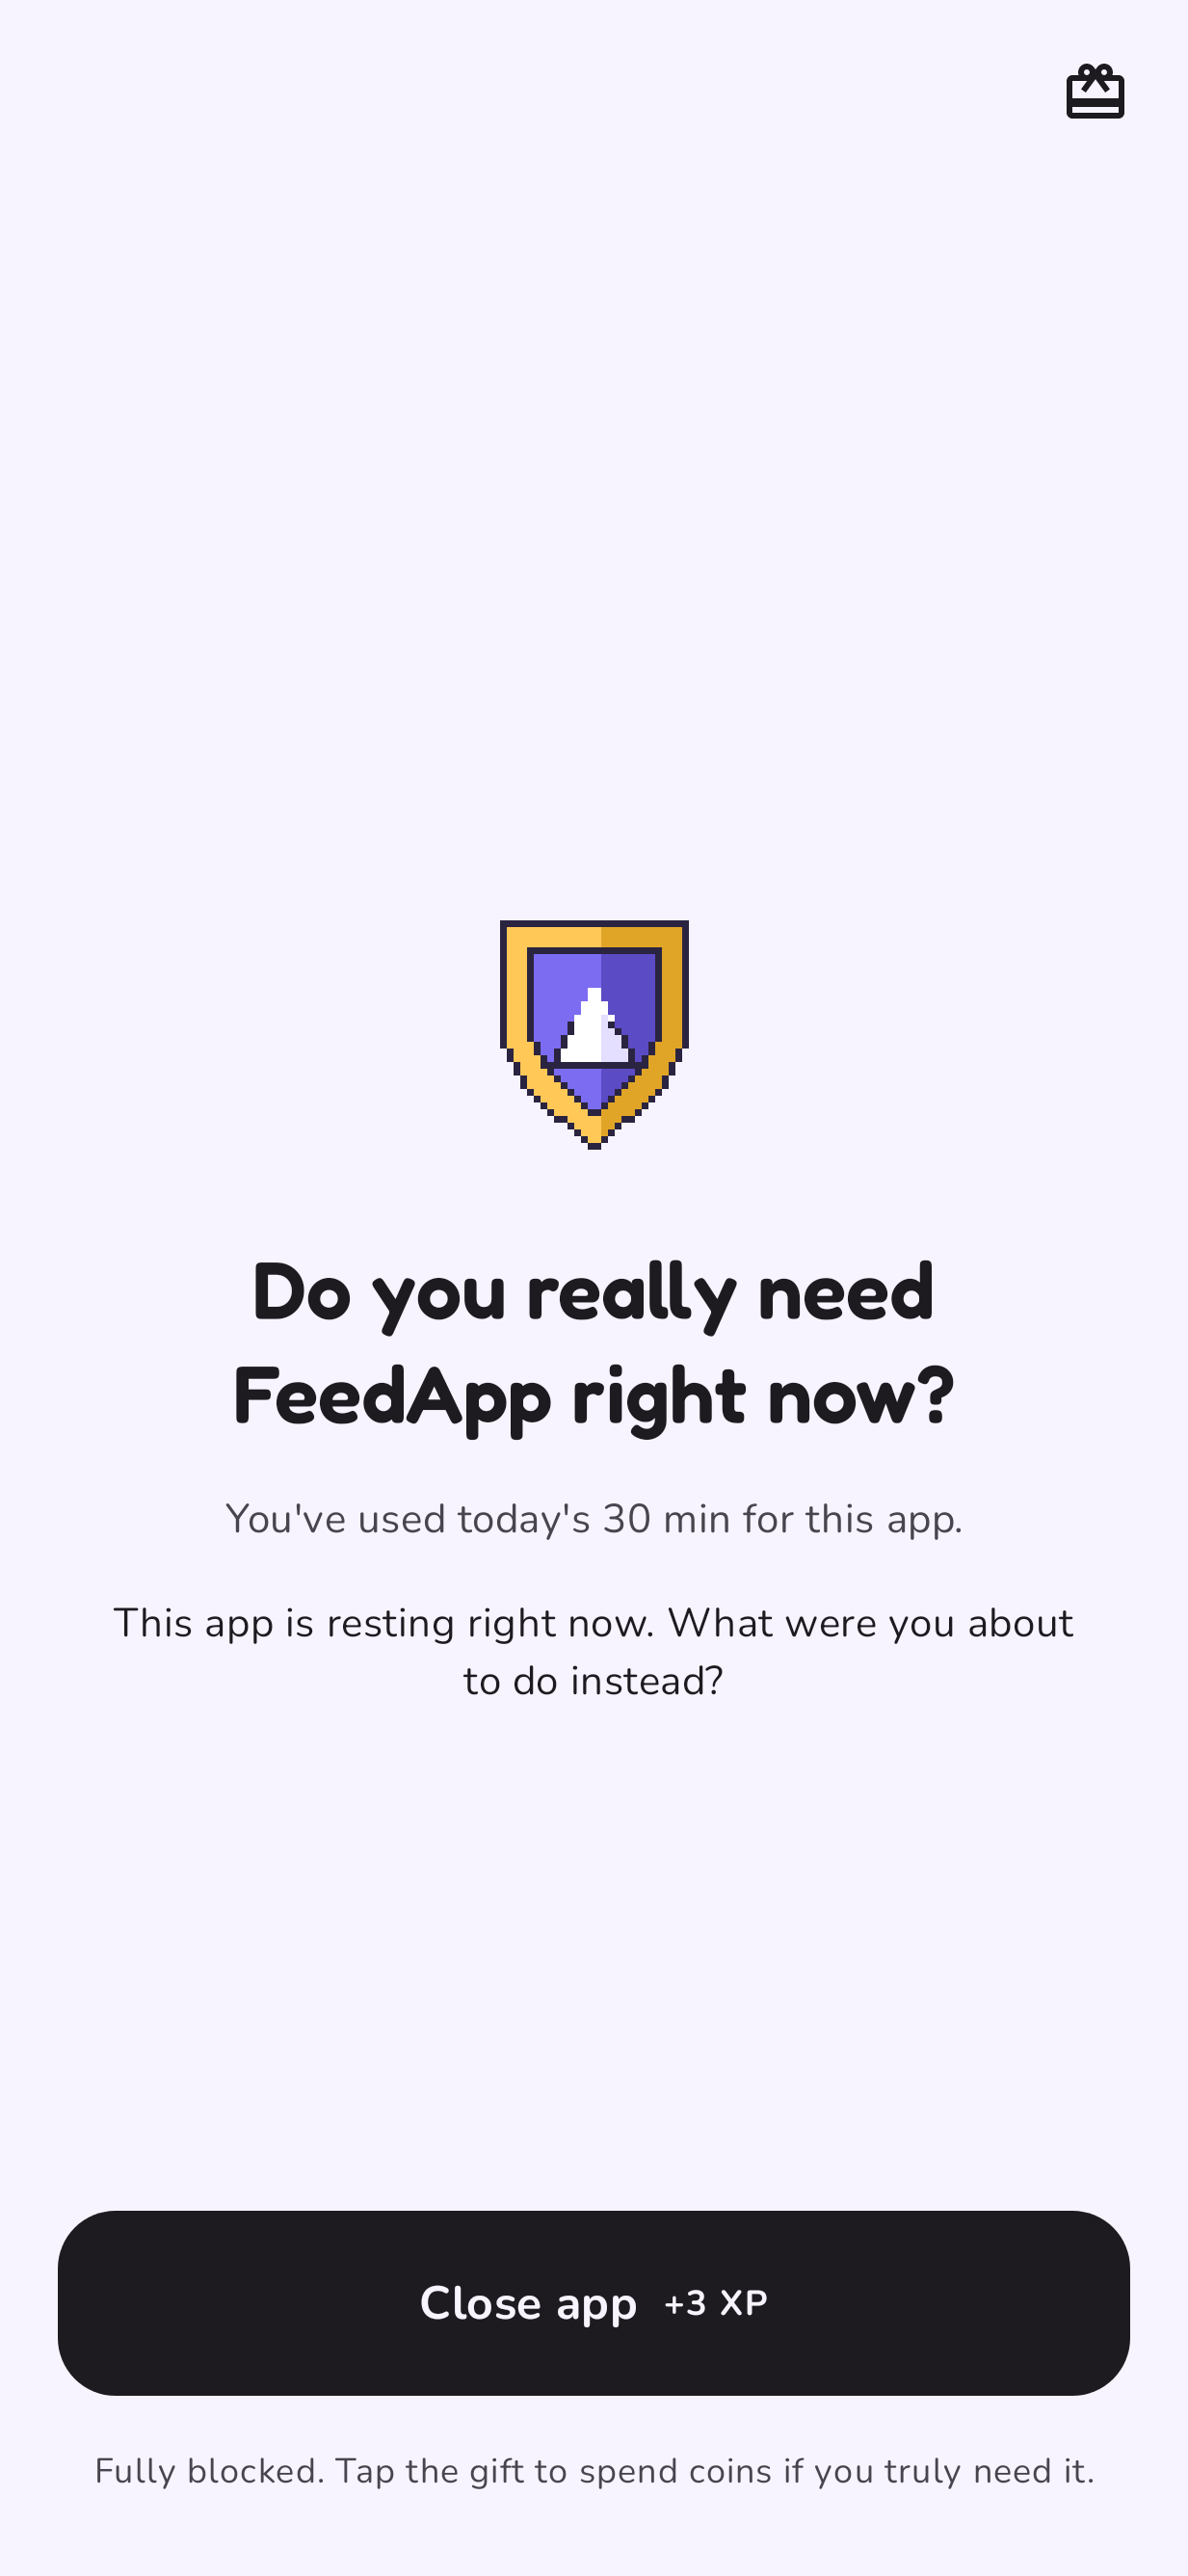 Do you really need
FeedApp right now?
You've used today's 30 min for this app.
This app is resting right now. What were you about
to do instead?
Close app +3 XP
Fully blocked. Tap the gift to spend coins if you truly need it.